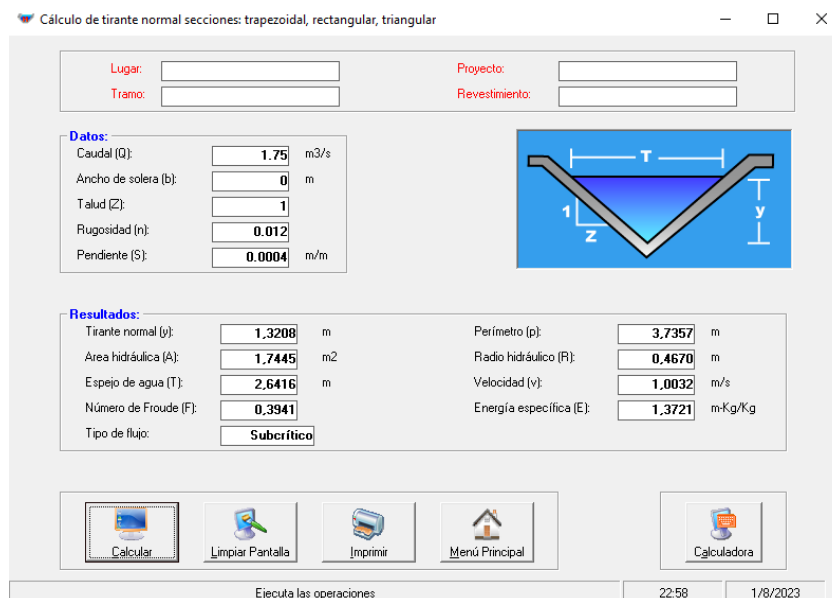 Cálculo de tirante normal secciones: trapezoidal, rectangular, triangular
Lugar: Proyecto:
Tramo: Revestimiento:
Datos:
Caudal (Q): 1.75 m3/s
Ancho de solera (b): 0 m
Talud (Z): 1
Rugosidad (n): 0.012
Pendiente (S): 0.0004 m/m
T
1
Z
y
Resultados:
Tirante normal (y): 1,3208 m Perímetro (p): 3,7357 m
Area hidráulica (A): 1,7445 m2 Radio hidráulico (R): 0,4670 m
Espejo de agua (T): 2,6416 m Velocidad (v): 1,0032 m/s
Número de Froude (F): 0,3941 Energía específica (E): 1,3721 m-Kg/Kg
Tipo de flujo: Subcrítico
Calcular Limpiar Pantalla Imprimir Menú Principal Calculadora
Ejecuta las operaciones 22:58 1/8/2023